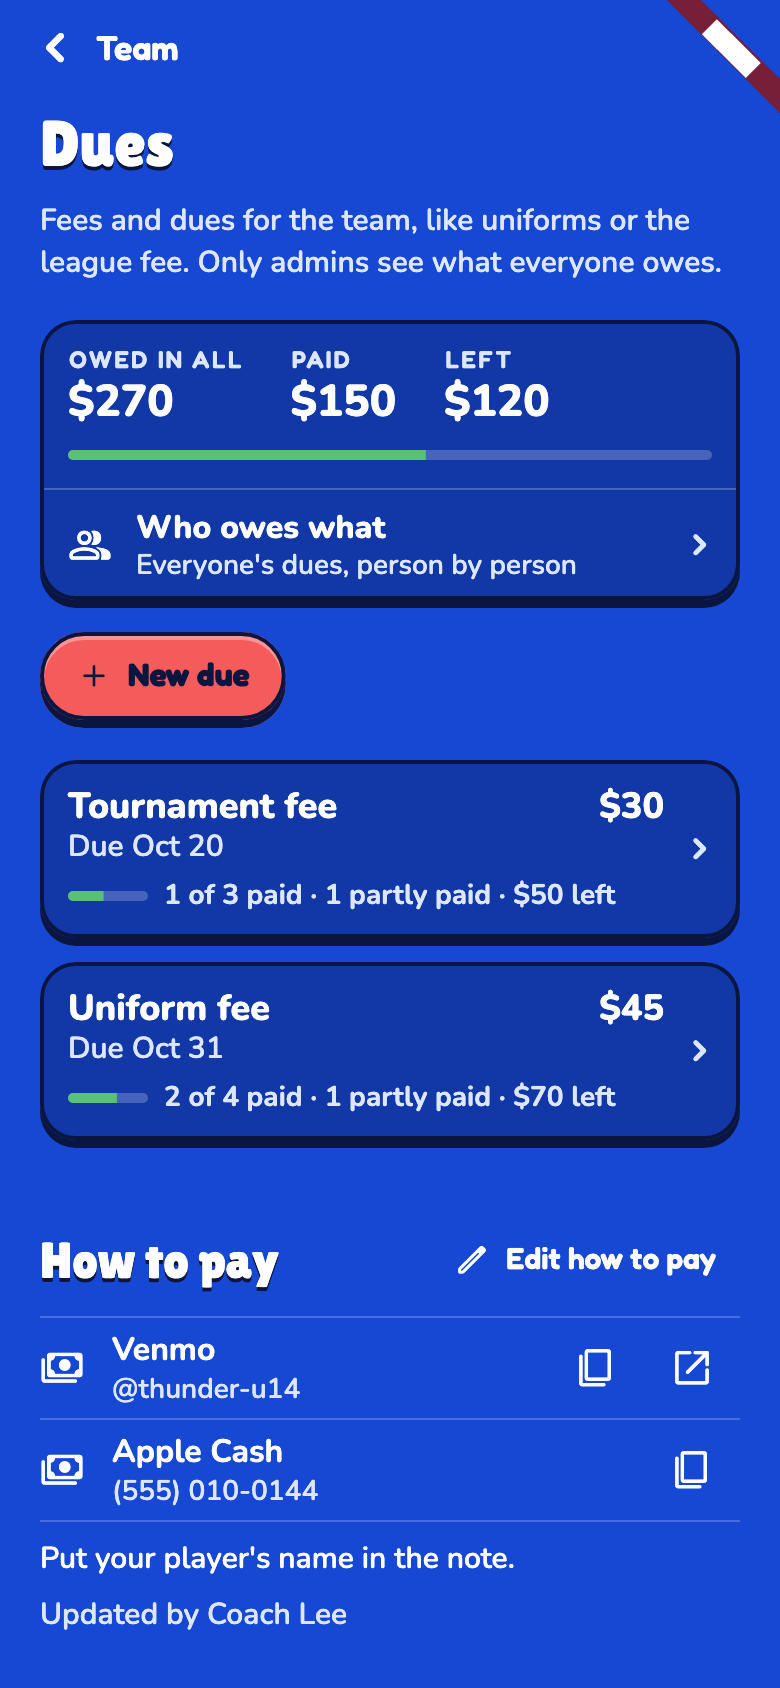 Team
Dues
Fees and dues for the team, like uniforms or the
league fee. Only admins see what everyone owes.
OWED IN ALL PAID LEFT
$270 $150 $120
Who owes what
Everyone's dues, person by person
New due
Tournament fee $30
Due Oct 20
1 of 3 paid · 1 partly paid · $50 left
Uniform fee $45
Due Oct 31
2 of 4 paid · 1 partly paid · $70 left
How to pay Edit how to pay
Venmo
@thunder-u14
Apple Cash
(555) 010-0144
Put your player's name in the note.
Updated by Coach Lee